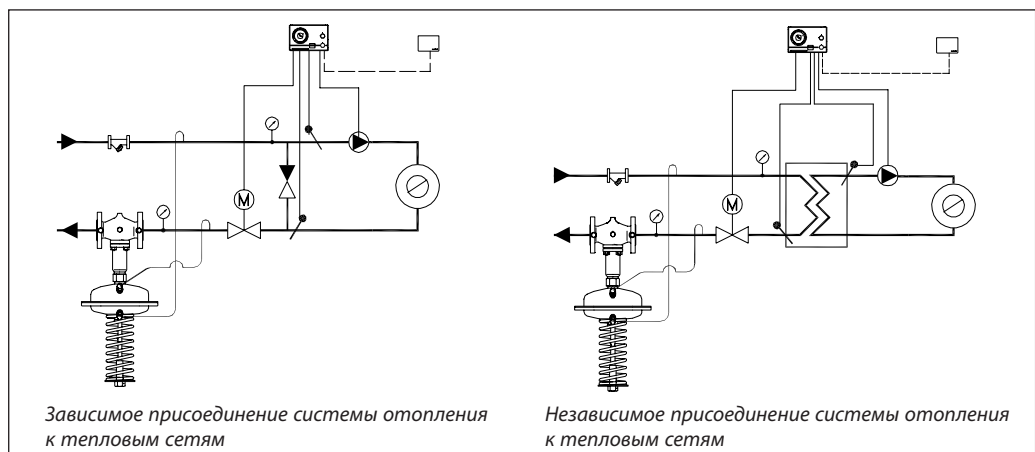 M
M
Зависимое присоединение системы отопления
к тепловым сетям
Независимое присоединение системы отопления
к тепловым сетям